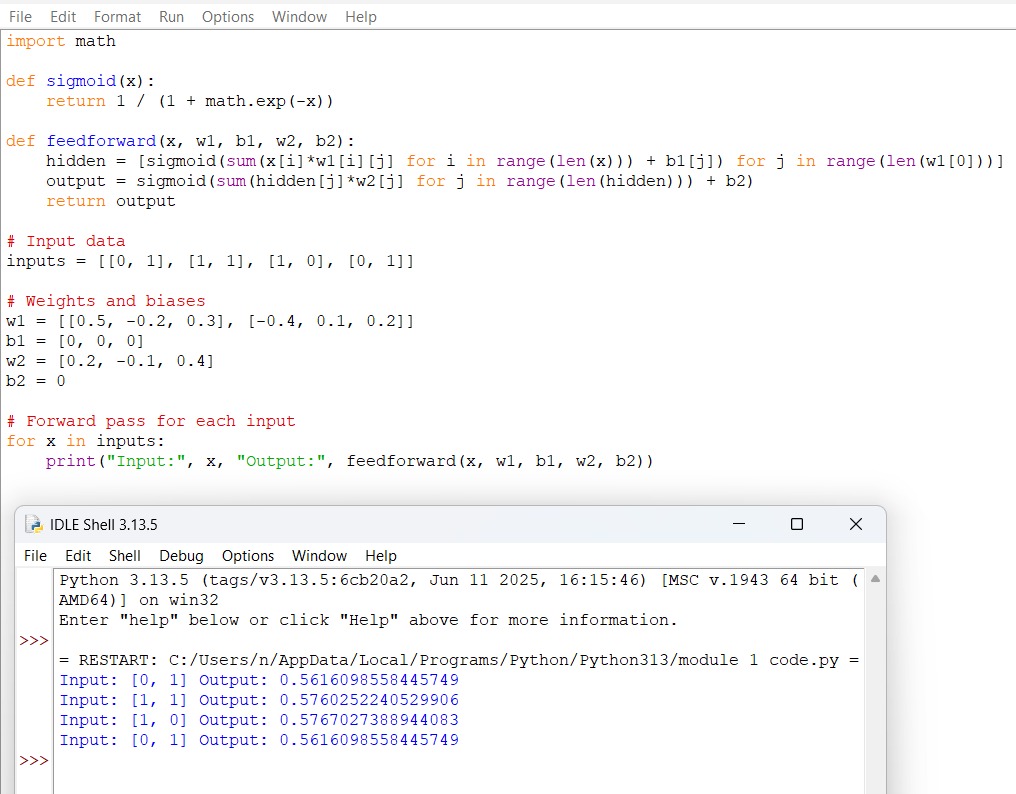 File Edit Format Run Options Window Help
import math
def sigmoid(x):
    return 1 / (1 + math.exp(-x))
def feedforward(x, w1, b1, w2, b2):
    hidden = [sigmoid(sum(x[i]*w1[i][j] for i in range(len(x))) + b1[j]) for j in range(len(w1[0]))]
    output = sigmoid(sum(hidden[j]*w2[j] for j in range(len(hidden))) + b2)
    return output
# Input data
inputs = [[0, 1], [1, 1], [1, 0], [0, 1]]
# Weights and biases
w1 = [[0.5, -0.2, 0.3], [-0.4, 0.1, 0.2]]
b1 = [0, 0, 0]
w2 = [0.2, -0.1, 0.4]
b2 = 0
# Forward pass for each input
for x in inputs:
    print("Input:", x, "Output:", feedforward(x, w1, b1, w2, b2))
IDLE Shell 3.13.5
File Edit Shell Debug Options Window Help
Python 3.13.5 (tags/v3.13.5:6cb20a2, Jun 11 2025, 16:15:46) [MSC v.1943 64 bit (
AMD64)] on win32
Enter "help" below or click "Help" above for more information.
>>>
= RESTART: C:/Users/n/AppData/Local/Programs/Python/Python313/module 1 code.py =
Input: [0, 1] Output: 0.5616098558445749
Input: [1, 1] Output: 0.5760252240529906
Input: [1, 0] Output: 0.5767027388944083
Input: [0, 1] Output: 0.5616098558445749
>>>